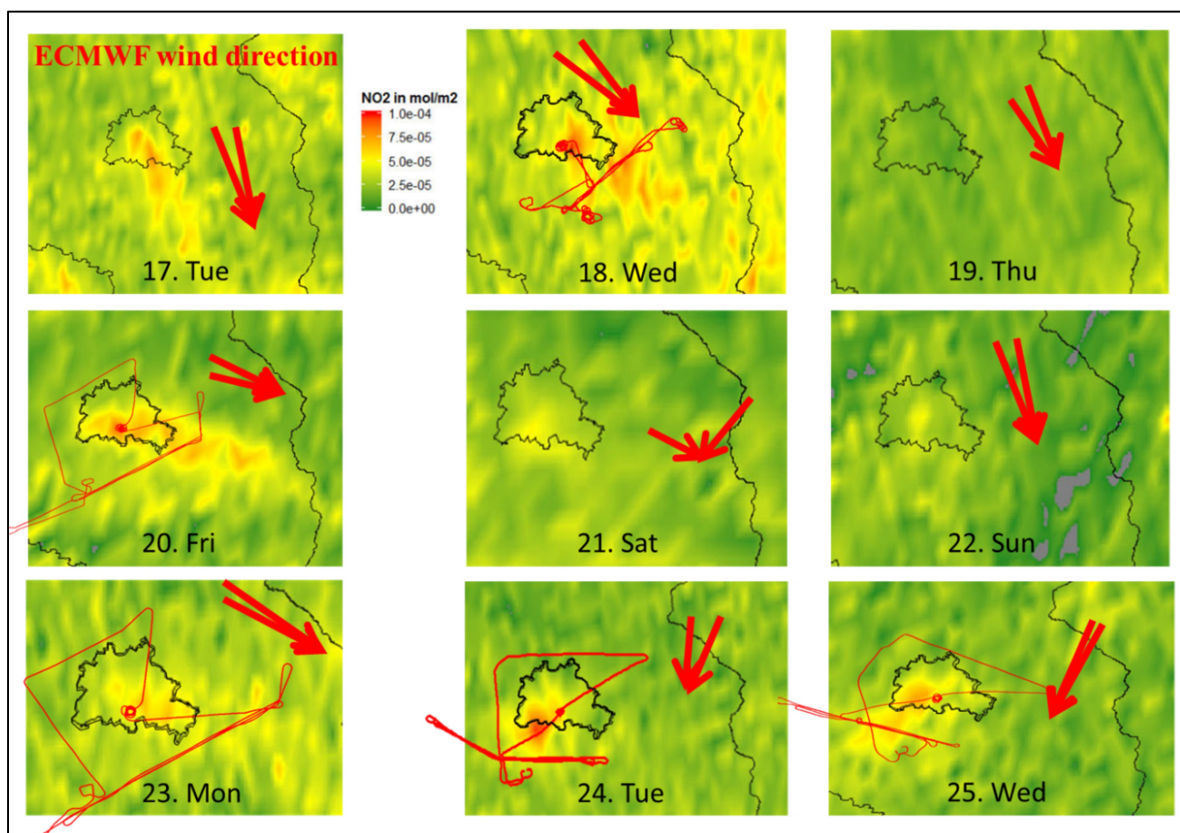 ECMWF wind direction
NO2 in mol/m2
1.0e-04
7.5e-05
5.0e-05
2.5e-05
0.0e+00
17. Tue
18. Wed
19. Thu
20. Fri
21. Sat
22. Sun
23. Mon
24. Tue
25. Wed